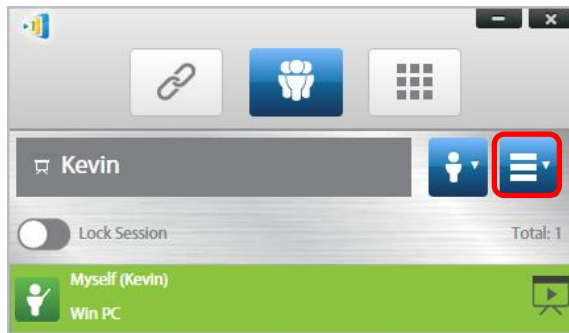 Kevin
Lock Session
Total: 1
Myself (Kevin)
Win PC